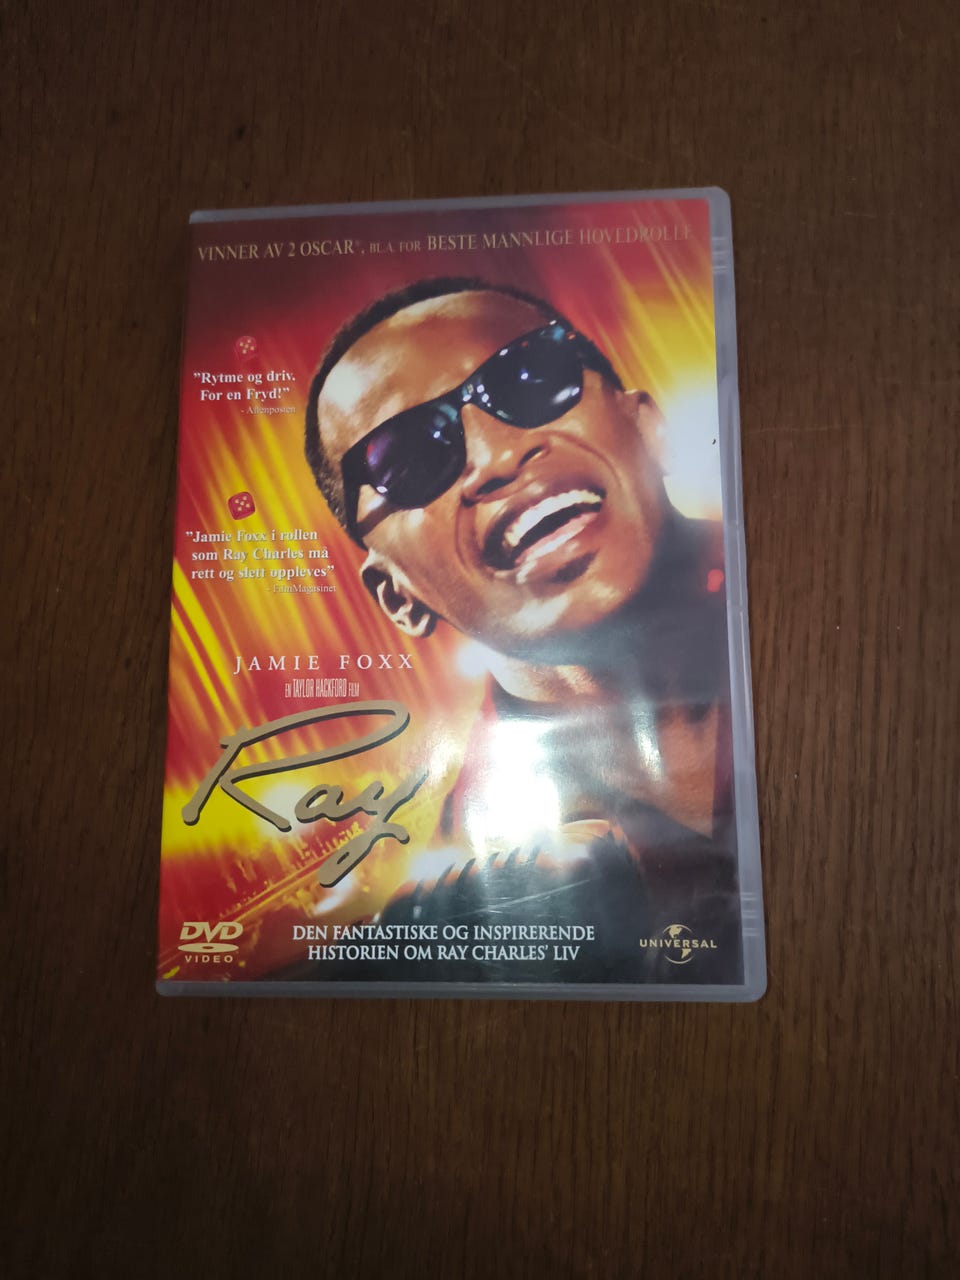 VINNER AV 2 OSCAR®, BL.A. FOR BESTE MANNLIGE HOVEDROLLE
"Rytme og driv.
For en Fryd!"
- Aftenposten
"Jamie Foxx i rollen
som Ray Charles må
rett og slett oppleves"
- FilmMagasinet
JAMIE FOXX
EN TAYLOR HACKFORD FILM
Ray
DVD
VIDEO
DEN FANTASTISKE OG INSPIRERENDE
HISTORIEN OM RAY CHARLES' LIV
UNIVERSAL